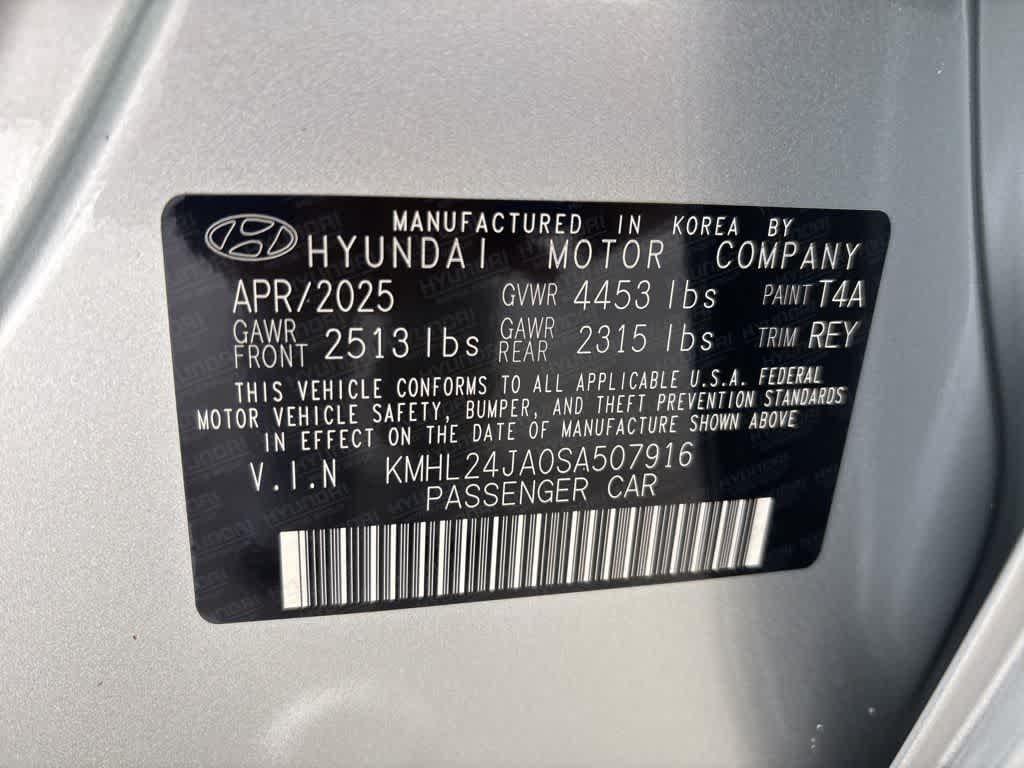 MANUFACTURED IN KOREA BY
HYUNDAI MOTOR COMPANY
APR/2025 GVWR 4453 lbs PAINT T4A
GAWR FRONT 2513 lbs GAWR REAR 2315 lbs TRIM REY
THIS VEHICLE CONFORMS TO ALL APPLICABLE U.S.A. FEDERAL
MOTOR VEHICLE SAFETY, BUMPER, AND THEFT PREVENTION STANDARDS
IN EFFECT ON THE DATE OF MANUFACTURE SHOWN ABOVE
V.I.N KMHL24JA0SA507916
PASSENGER CAR